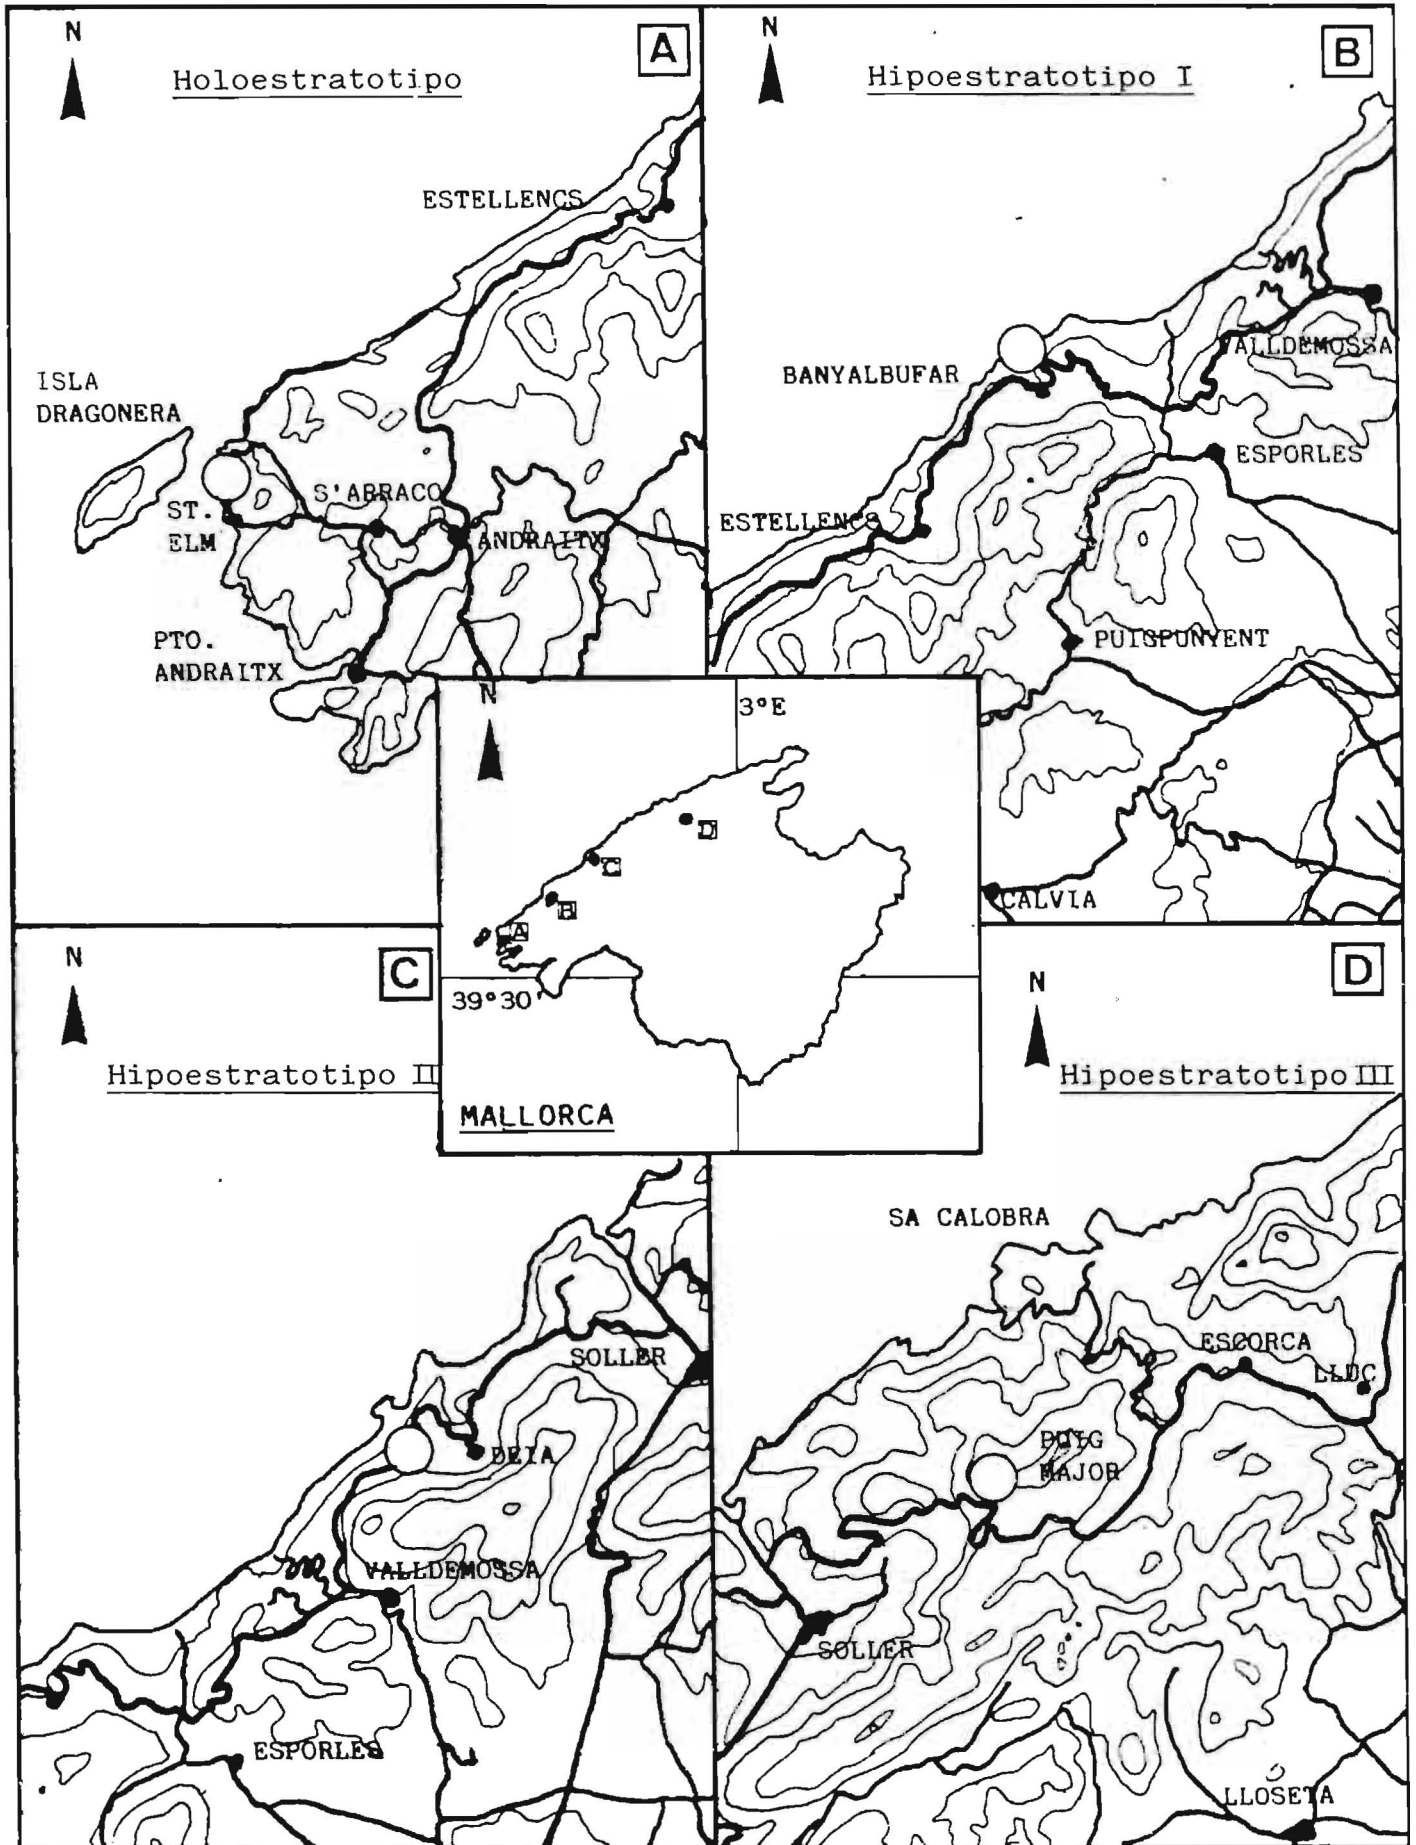 N
A
Holoestratotipo
ESTELLENCS
ISLA
DRAGONERA
S'ABRACO
ST.
ELM
ANDRAITX
PTO.
ANDRAITX
N
B
Hipoestratotipo I
VALLDEMOSSA
BANYALBUFAR
ESPORLES
ESTELLENCS
PUIGPUNYENT
CALVIA
N
3°E
D
C
B
A
39°30'
MALLORCA
N
C
Hipoestratotipo II
SOLLER
DEIA
VALLDEMOSSA
ESPORLES
N
D
Hipoestratotipo III
SA CALOBRA
ESCORCA
LLUC
PUIG
MAJOR
SOLLER
LLOSETA